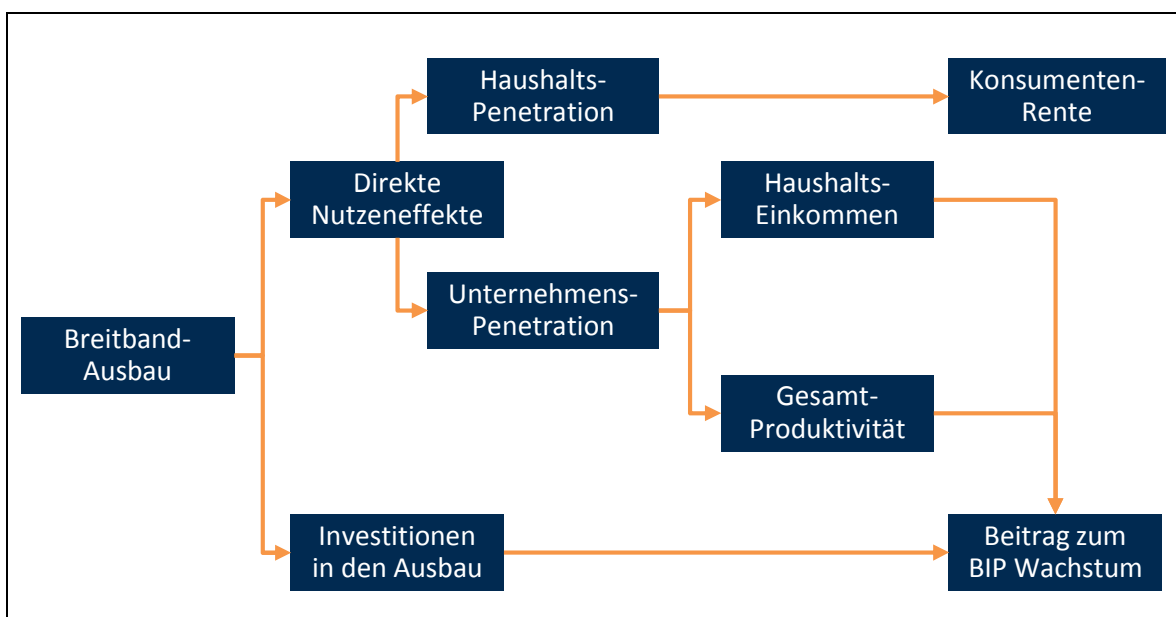 Haushalts-
Penetration
Konsumenten-
Rente
Direkte
Nutzeneffekte
Haushalts-
Einkommen
Unternehmens-
Penetration
Breitband-
Ausbau
Gesamt-
Produktivität
Investitionen
in den Ausbau
Beitrag zum
BIP Wachstum